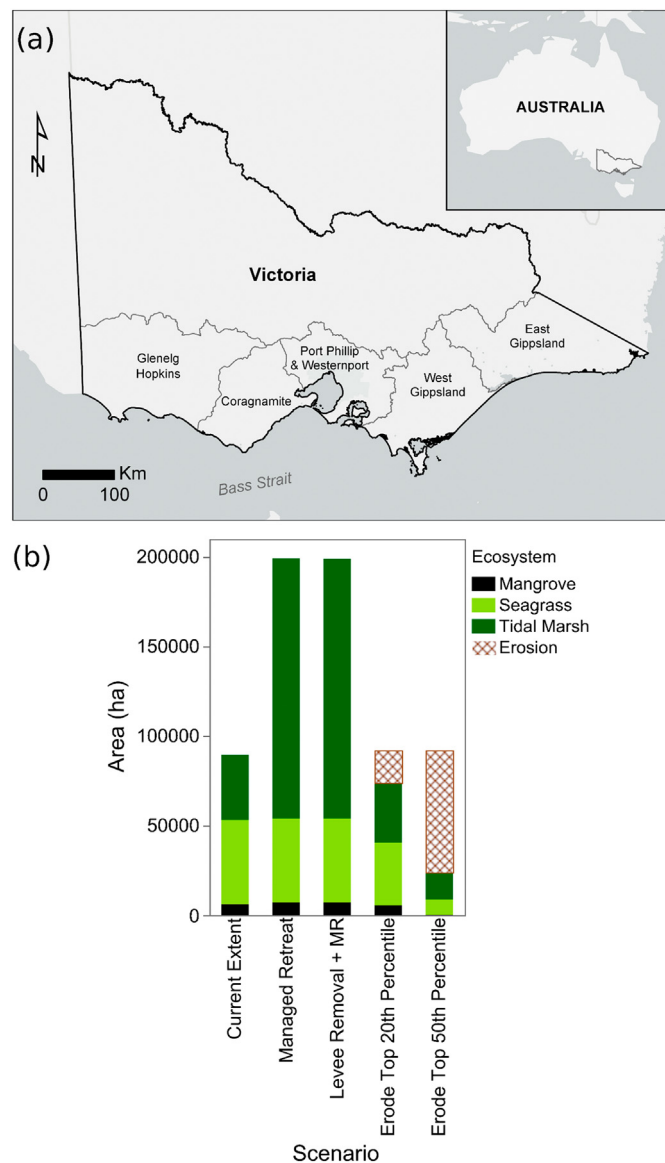 (a)
AUSTRALIA
N
Victoria
Glenelg
Hopkins
Coragnamite
Port Phillip
& Westernport
West
Gippsland
East
Gippsland
Km
0 100
Bass Strait
(b)
200000
150000
100000
50000
0
Area (ha)
Ecosystem
Mangrove
Seagrass
Tidal Marsh
Erosion
Current Extent
Managed Retreat
Levee Removal + MR
Erode Top 20th Percentile
Erode Top 50th Percentile
Scenario